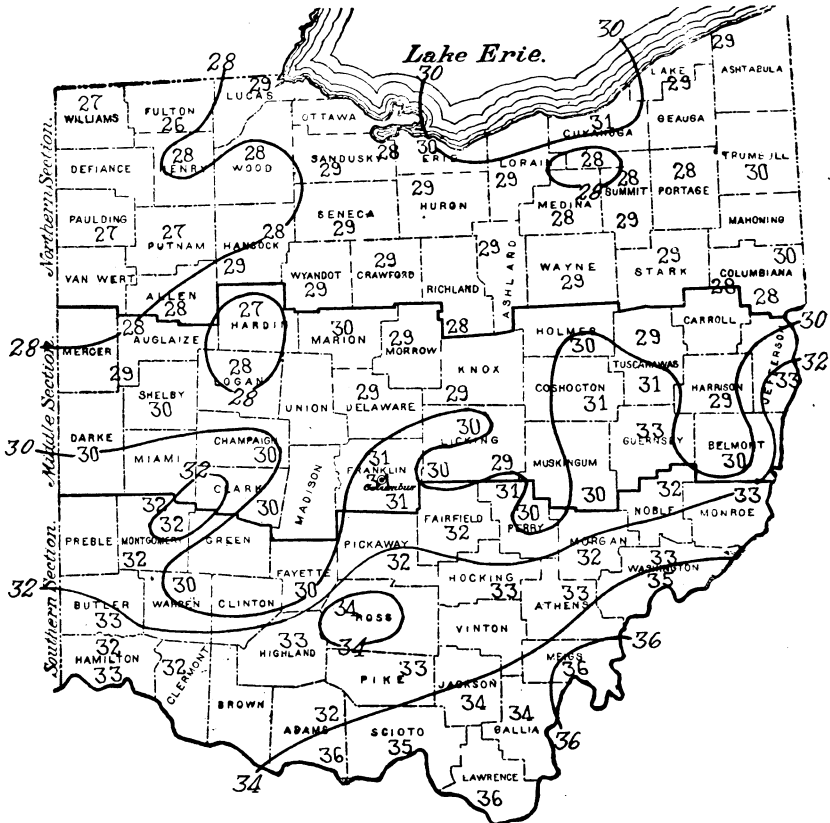 Lake Erie.
30
30
28
29
LAKE
29
ASHTABULA
27
WILLIAMS
FULTON
26
29
LUCAS
OTTAWA
31
CUYAHOGA
GEAUGA
DEFIANCE
28
HENRY
28
WOOD
SANDUSKY
28
29
30
ERIE
LORAIN
28
28
TRUMBULL
30
PAULDING
27
27
PUTNAM
28
HANCOCK
SENECA
29
29
HURON
29
MEDINA
28
28
SUMMIT
29
28
PORTAGE
MAHONING
VAN WERT
ALLEN
28
29
WYANDOT
29
CRAWFORD
29
RICHLAND
28
29
ASHLAND
WAYNE
29
29
STARK
30
COLUMBIANA
28
28
Northern Section.
28
MERCER
29
28
AUGLAIZE
27
HARDIN
30
MARION
29
MORROW
HOLMES
30
29
CARROLL
30
SHELBY
30
28
LOGAN
28
UNION
29
DELAWARE
KNOX
29
COSHOCTON
31
TUSCARAWAS
31
HARRISON
29
JEFFERSON
33
32
Middle Section.
30
DARKE
30
MIAMI
CHAMPAIGN
30
MADISON
31
FRANKLIN
30
Columbus
31
30
LICKING
30
29
MUSKINGUM
30
33
GUERNSEY
BELMONT
30
32
CLARK
30
32
32
PREBLE
MONTGOMERY
32
GREEN
FAYETTE
30
PICKAWAY
32
FAIRFIELD
32
31
30
PERRY
MORGAN
32
32
NOBLE
33
MONROE
Southern Section.
32
BUTLER
33
30
WARREN
CLINTON
34
ROSS
34
HOCKING
33
33
ATHENS
33
WASHINGTON
35
32
HAMILTON
33
32
CLERMONT
33
HIGHLAND
VINTON
33
PIKE
JACKSON
34
MEIGS
36
36
BROWN
32
ADAMS
36
SCIOTO
35
34
GALLIA
36
34
LAWRENCE
36